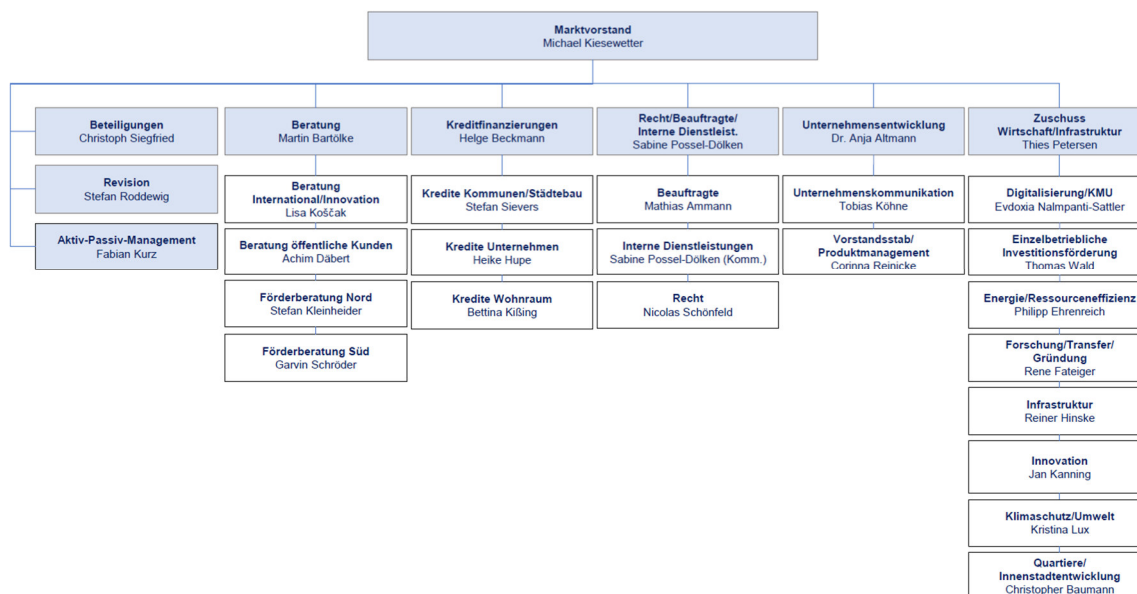 Marktvorstand
Michael Kiesewetter
Beteiligungen
Christoph Siegfried
Revision
Stefan Roddewig
Aktiv-Passiv-Management
Fabian Kurz
Beratung
Martin Bartölke
Beratung
International/Innovation
Lisa Koščak
Beratung öffentliche Kunden
Achim Däbert
Förderberatung Nord
Stefan Kleinheider
Förderberatung Süd
Garvin Schröder
Kreditfinanzierungen
Helge Beckmann
Kredite Kommunen/Städtebau
Stefan Sievers
Kredite Unternehmen
Heike Hupe
Kredite Wohnraum
Bettina Kißing
Recht/Beauftragte/
Interne Dienstleist.
Sabine Possel-Dölken
Beauftragte
Mathias Ammann
Interne Dienstleistungen
Sabine Possel-Dölken (Komm.)
Recht
Nicolas Schönfeld
Unternehmensentwicklung
Dr. Anja Altmann
Unternehmenskommunikation
Tobias Köhne
Vorstandsstab/
Produktmanagement
Corinna Reinicke
Zuschuss
Wirtschaft/Infrastruktur
Thies Petersen
Digitalisierung/KMU
Evdoxia Nalmpanti-Sattler
Einzelbetriebliche
Investitionsförderung
Thomas Wald
Energie/Ressourceneffizienz
Philipp Ehrenreich
Forschung/Transfer/
Gründung
Rene Fateiger
Infrastruktur
Reiner Hinske
Innovation
Jan Kanning
Klimaschutz/Umwelt
Kristina Lux
Quartiere/
Innenstadtentwicklung
Christopher Baumann